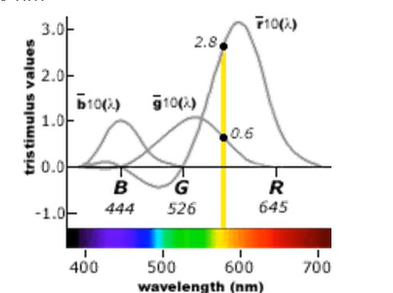 3.0
r̅10(λ)
2.8
2.0
b̅10(λ) g̅10(λ)
1.0
0.6
0.0
B G R
444 526 645
-1.0
400 500 600 700
wavelength (nm)
tristimulus values